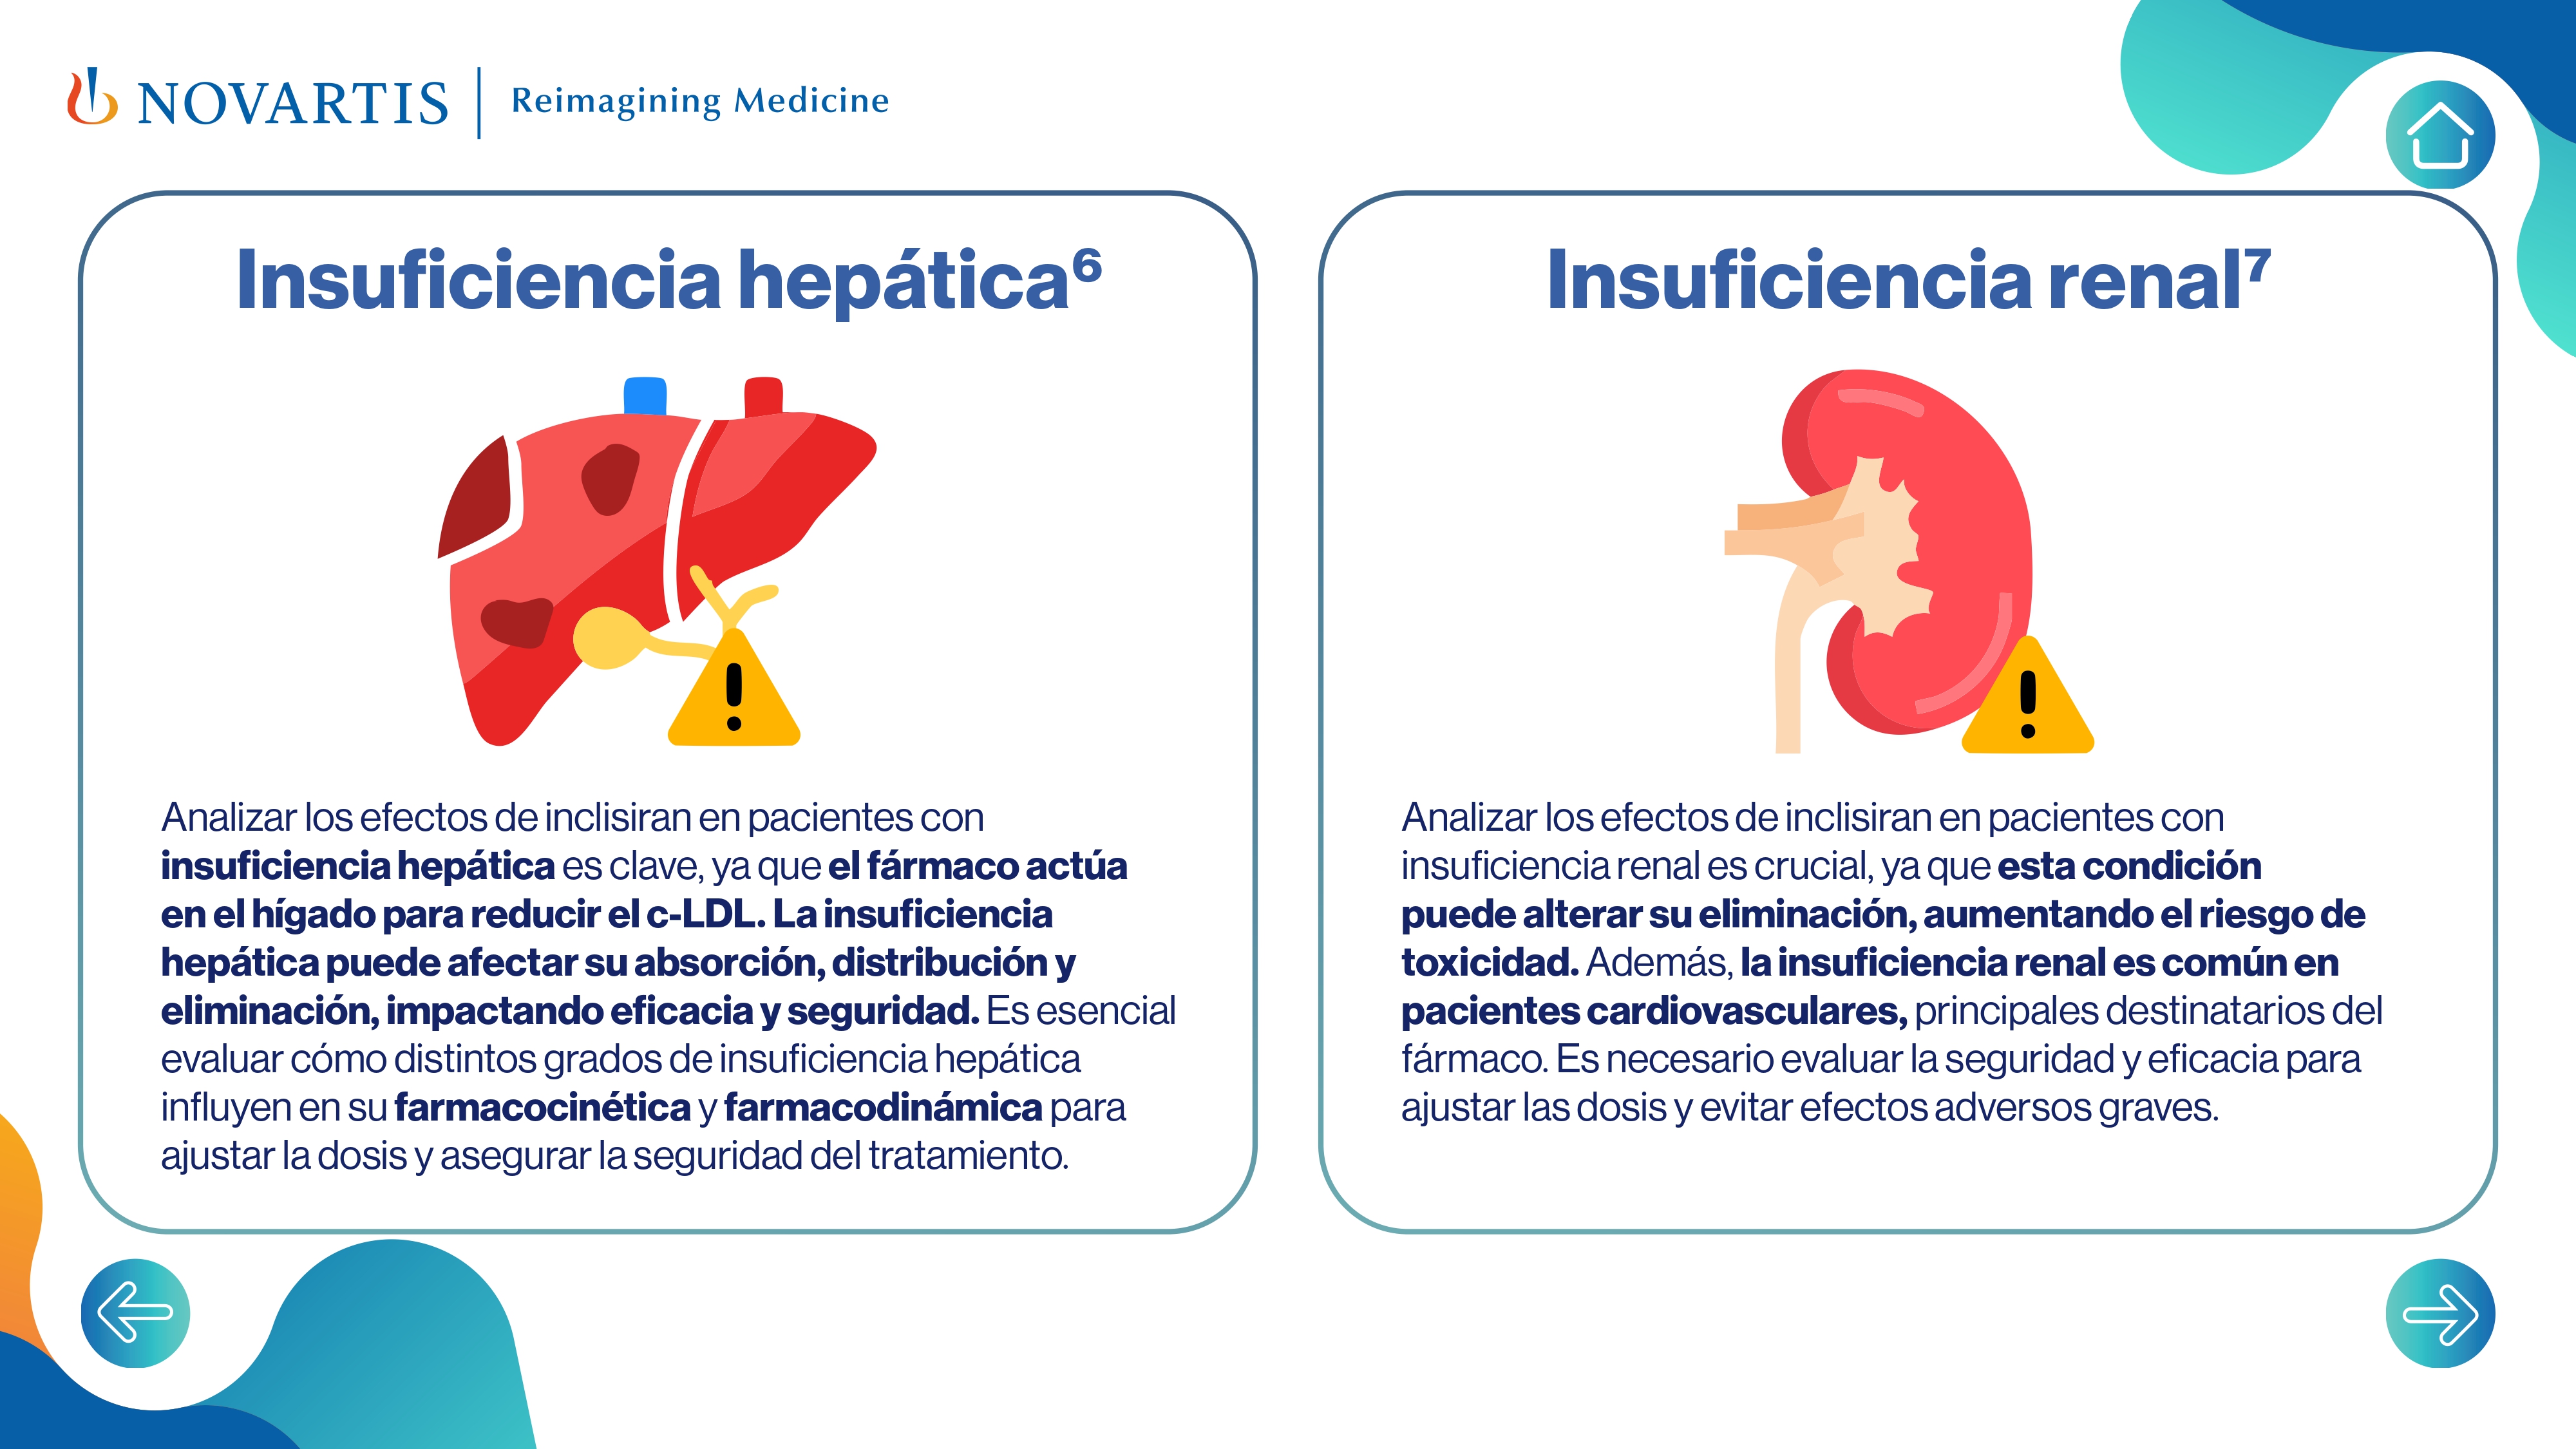 NOVARTIS | Reimagining Medicine
Insuficiencia hepática⁶
Analizar los efectos de inclisiran en pacientes con
insuficiencia hepática es clave, ya que el fármaco actúa
en el hígado para reducir el c-LDL. La insuficiencia
hepática puede afectar su absorción, distribución y
eliminación, impactando eficacia y seguridad. Es esencial
evaluar cómo distintos grados de insuficiencia hepática
influyen en su farmacocinética y farmacodinámica para
ajustar la dosis y asegurar la seguridad del tratamiento.
Insuficiencia renal⁷
Analizar los efectos de inclisiran en pacientes con
insuficiencia renal es crucial, ya que esta condición
puede alterar su eliminación, aumentando el riesgo de
toxicidad. Además, la insuficiencia renal es común en
pacientes cardiovasculares, principales destinatarios del
fármaco. Es necesario evaluar la seguridad y eficacia para
ajustar las dosis y evitar efectos adversos graves.